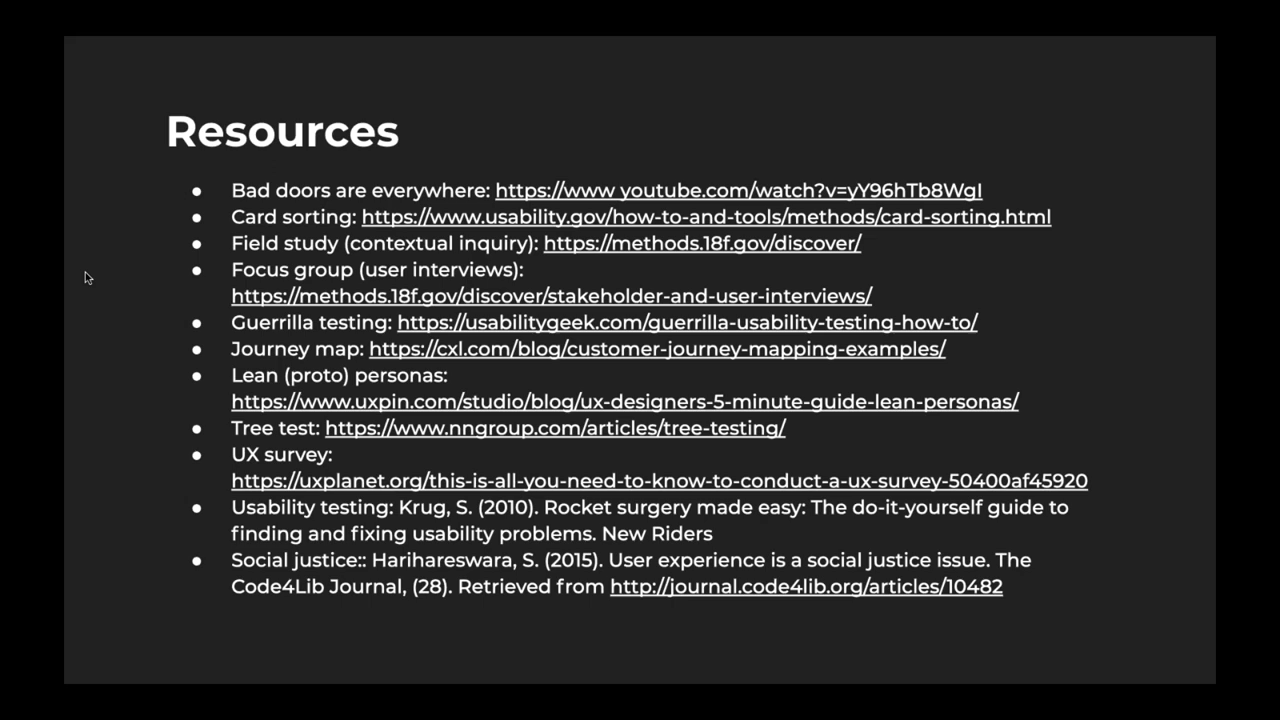 Resources
● Bad doors are everywhere: https://www youtube.com/watch?v=yY96hTb8WgI
● Card sorting: https://www.usability.gov/how-to-and-tools/methods/card-sorting.html
● Field study (contextual inquiry): https://methods.18f.gov/discover/
● Focus group (user interviews):
https://methods.18f.gov/discover/stakeholder-and-user-interviews/
● Guerrilla testing: https://usabilitygeek.com/guerrilla-usability-testing-how-to/
● Journey map: https://cxl.com/blog/customer-journey-mapping-examples/
● Lean (proto) personas:
https://www.uxpin.com/studio/blog/ux-designers-5-minute-guide-lean-personas/
● Tree test: https://www.nngroup.com/articles/tree-testing/
● UX survey:
https://uxplanet.org/this-is-all-you-need-to-know-to-conduct-a-ux-survey-50400af45920
● Usability testing: Krug, S. (2010). Rocket surgery made easy: The do-it-yourself guide to
finding and fixing usability problems. New Riders
● Social justice:: Harihareswara, S. (2015). User experience is a social justice issue. The
Code4Lib Journal, (28). Retrieved from http://journal.code4lib.org/articles/10482